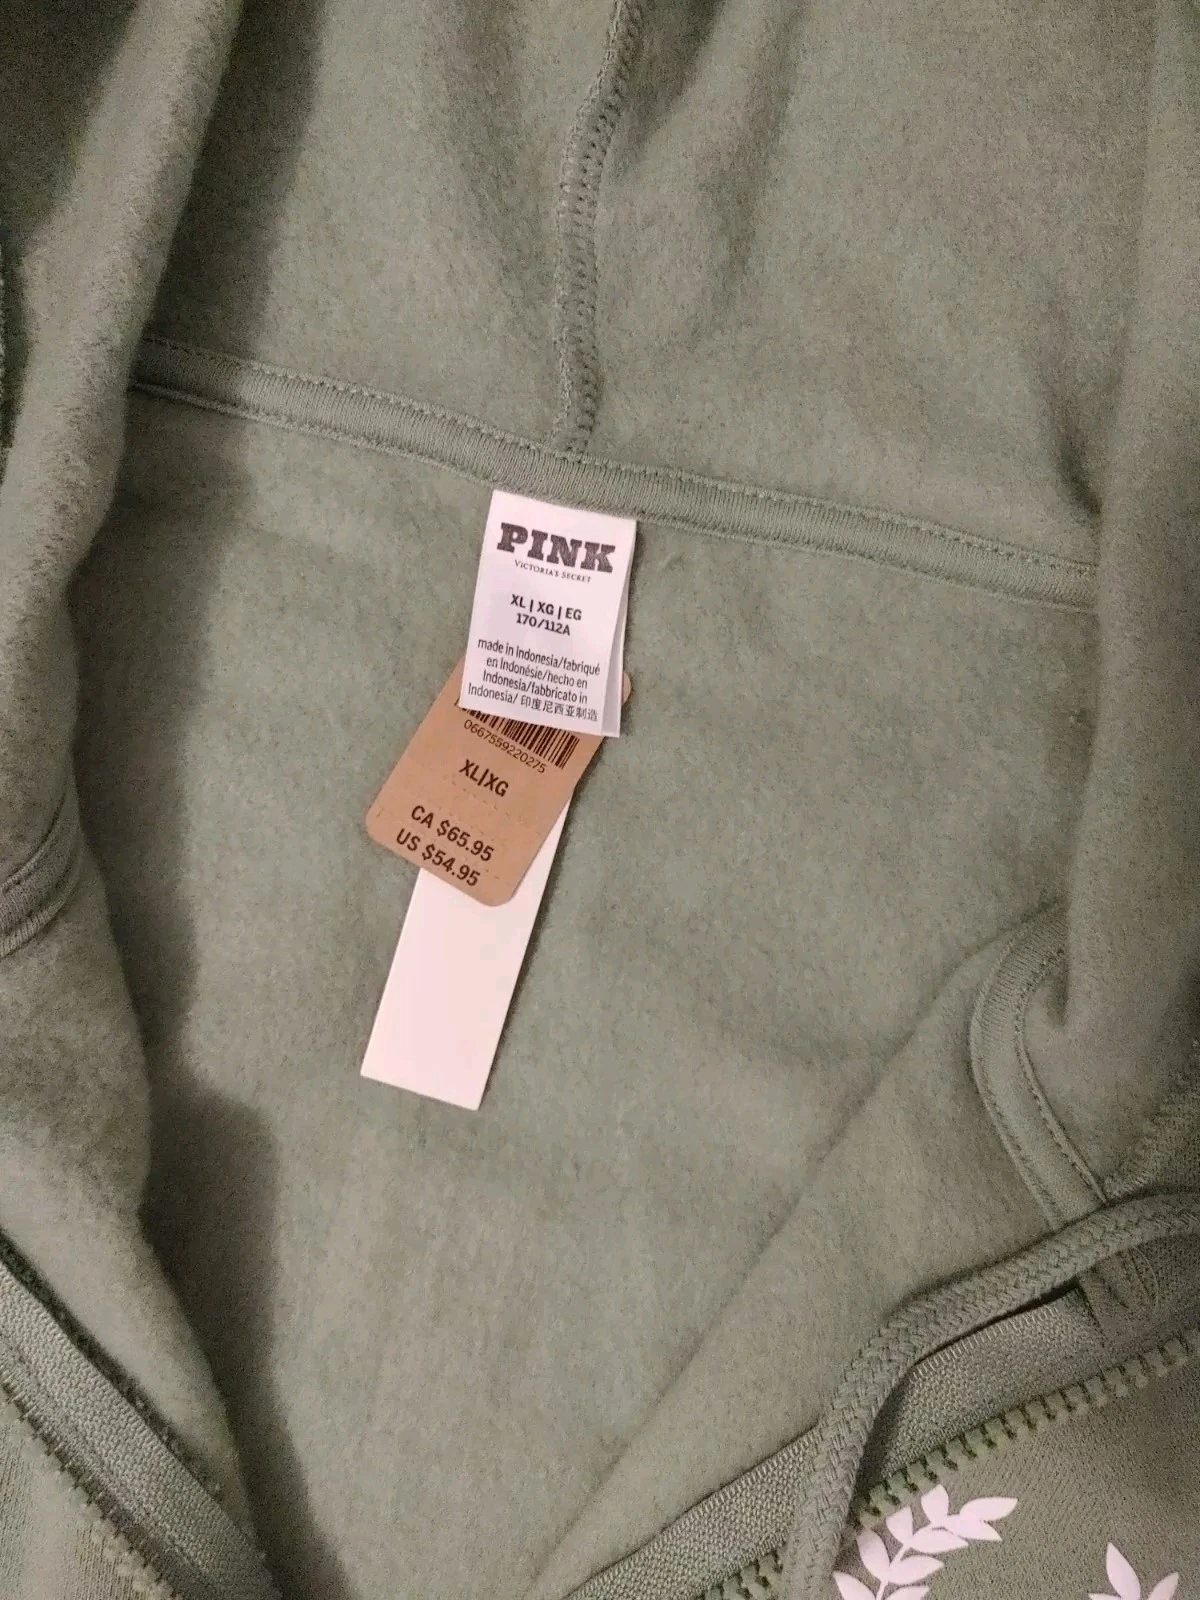 PINK
VICTORIA'S SECRET
XL | XG | EG
170/112A
made in Indonesia/fabriqué
en Indonésie/hecho en
Indonesia/fabbricato in
Indonesia/ 印度尼西亚制造
0667559220275
XL|XG
CA $65.95
US $54.95